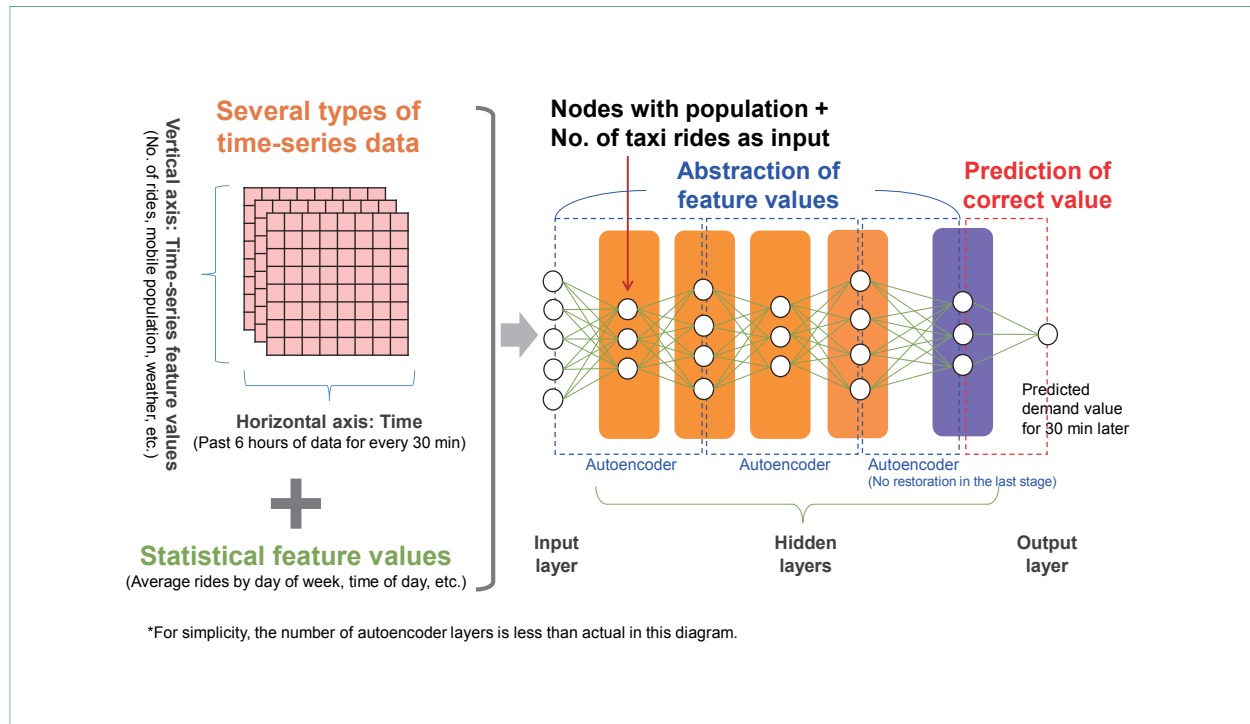 Several types of
time-series data
Vertical axis: Time-series feature values
(No. of rides, mobile population, weather, etc.)
Horizontal axis: Time
(Past 6 hours of data for every 30 min)
Statistical feature values
(Average rides by day of week, time of day, etc.)
Nodes with population +
No. of taxi rides as input
Abstraction of
feature values
Prediction of
correct value
Predicted
demand value
for 30 min later
Autoencoder
Autoencoder
Autoencoder
(No restoration in the last stage)
Input
layer
Hidden
layers
Output
layer
*For simplicity, the number of autoencoder layers is less than actual in this diagram.